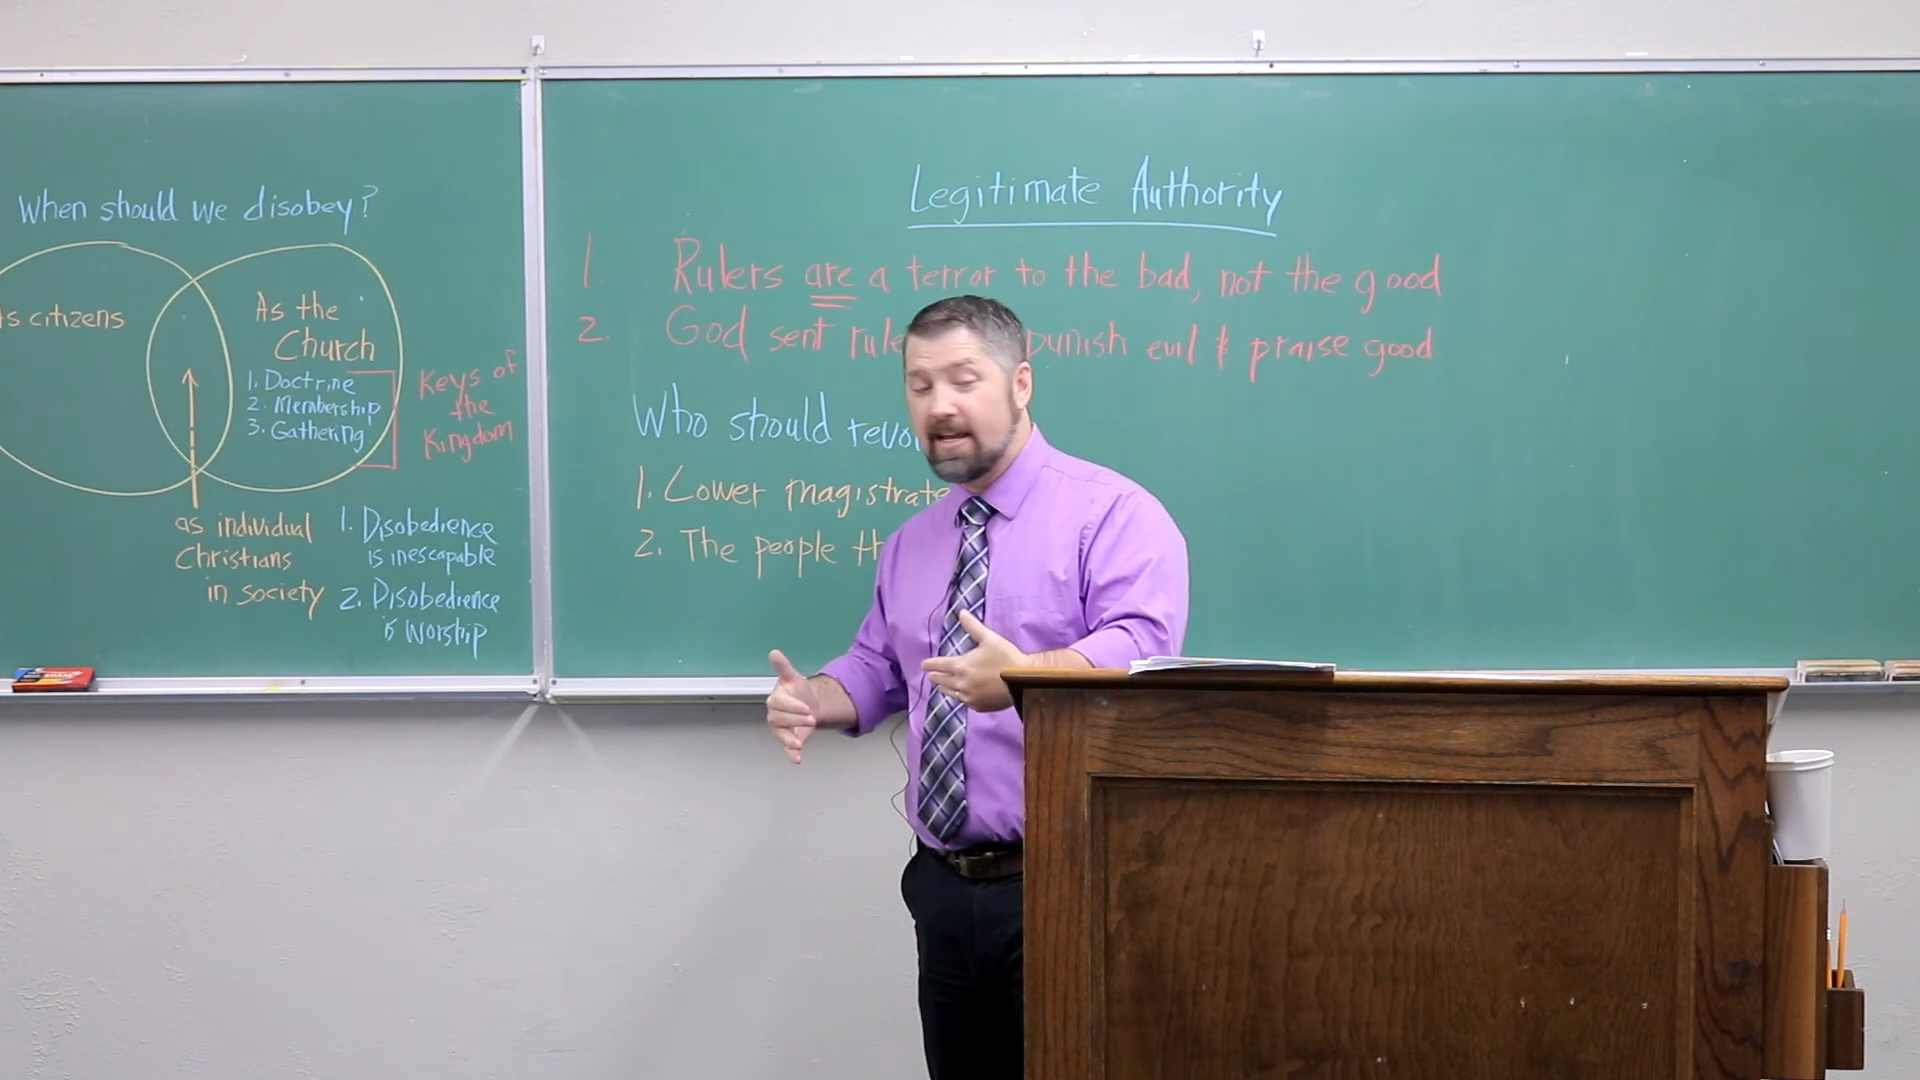 When should we disobey?
s citizens
As the
Church
1. Doctrine
2. Membership
3. Gathering
Keys of
the
Kingdom
as individual
Christians
in society
1. Disobedience
is inescapable
2. Disobedience
is worship
Legitimate Authority
1. Rulers are a terror to the bad, not the good
2. God sent rule punish evil & praise good
Who should revo
1. Lower magistrate
2. The people th